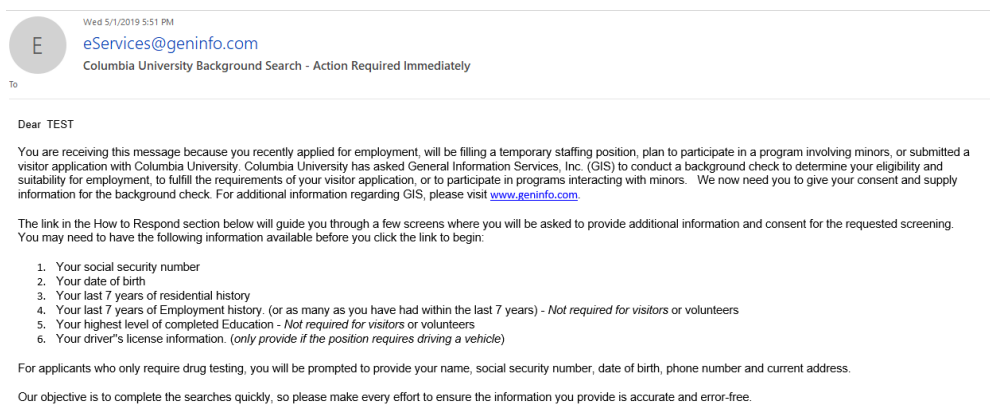 Wed 5/1/2019 5:51 PM
E
eServices@geninfo.com
Columbia University Background Search - Action Required Immediately
To
Dear TEST
You are receiving this message because you recently applied for employment, will be filling a temporary staffing position, plan to participate in a program involving minors, or submitted a
visitor application with Columbia University. Columbia University has asked General Information Services, Inc. (GIS) to conduct a background check to determine your eligibility and
suitability for employment, to fulfill the requirements of your visitor application, or to participate in programs interacting with minors. We now need you to give your consent and supply
information for the background check. For additional information regarding GIS, please visit www.geninfo.com.
The link in the How to Respond section below will guide you through a few screens where you will be asked to provide additional information and consent for the requested screening.
You may need to have the following information available before you click the link to begin:
1. Your social security number
2. Your date of birth
3. Your last 7 years of residential history
4. Your last 7 years of Employment history. (or as many as you have had within the last 7 years) - Not required for visitors or volunteers
5. Your highest level of completed Education - Not required for visitors or volunteers
6. Your driver"s license information. (only provide if the position requires driving a vehicle)
For applicants who only require drug testing, you will be prompted to provide your name, social security number, date of birth, phone number and current address.
Our objective is to complete the searches quickly, so please make every effort to ensure the information you provide is accurate and error-free.